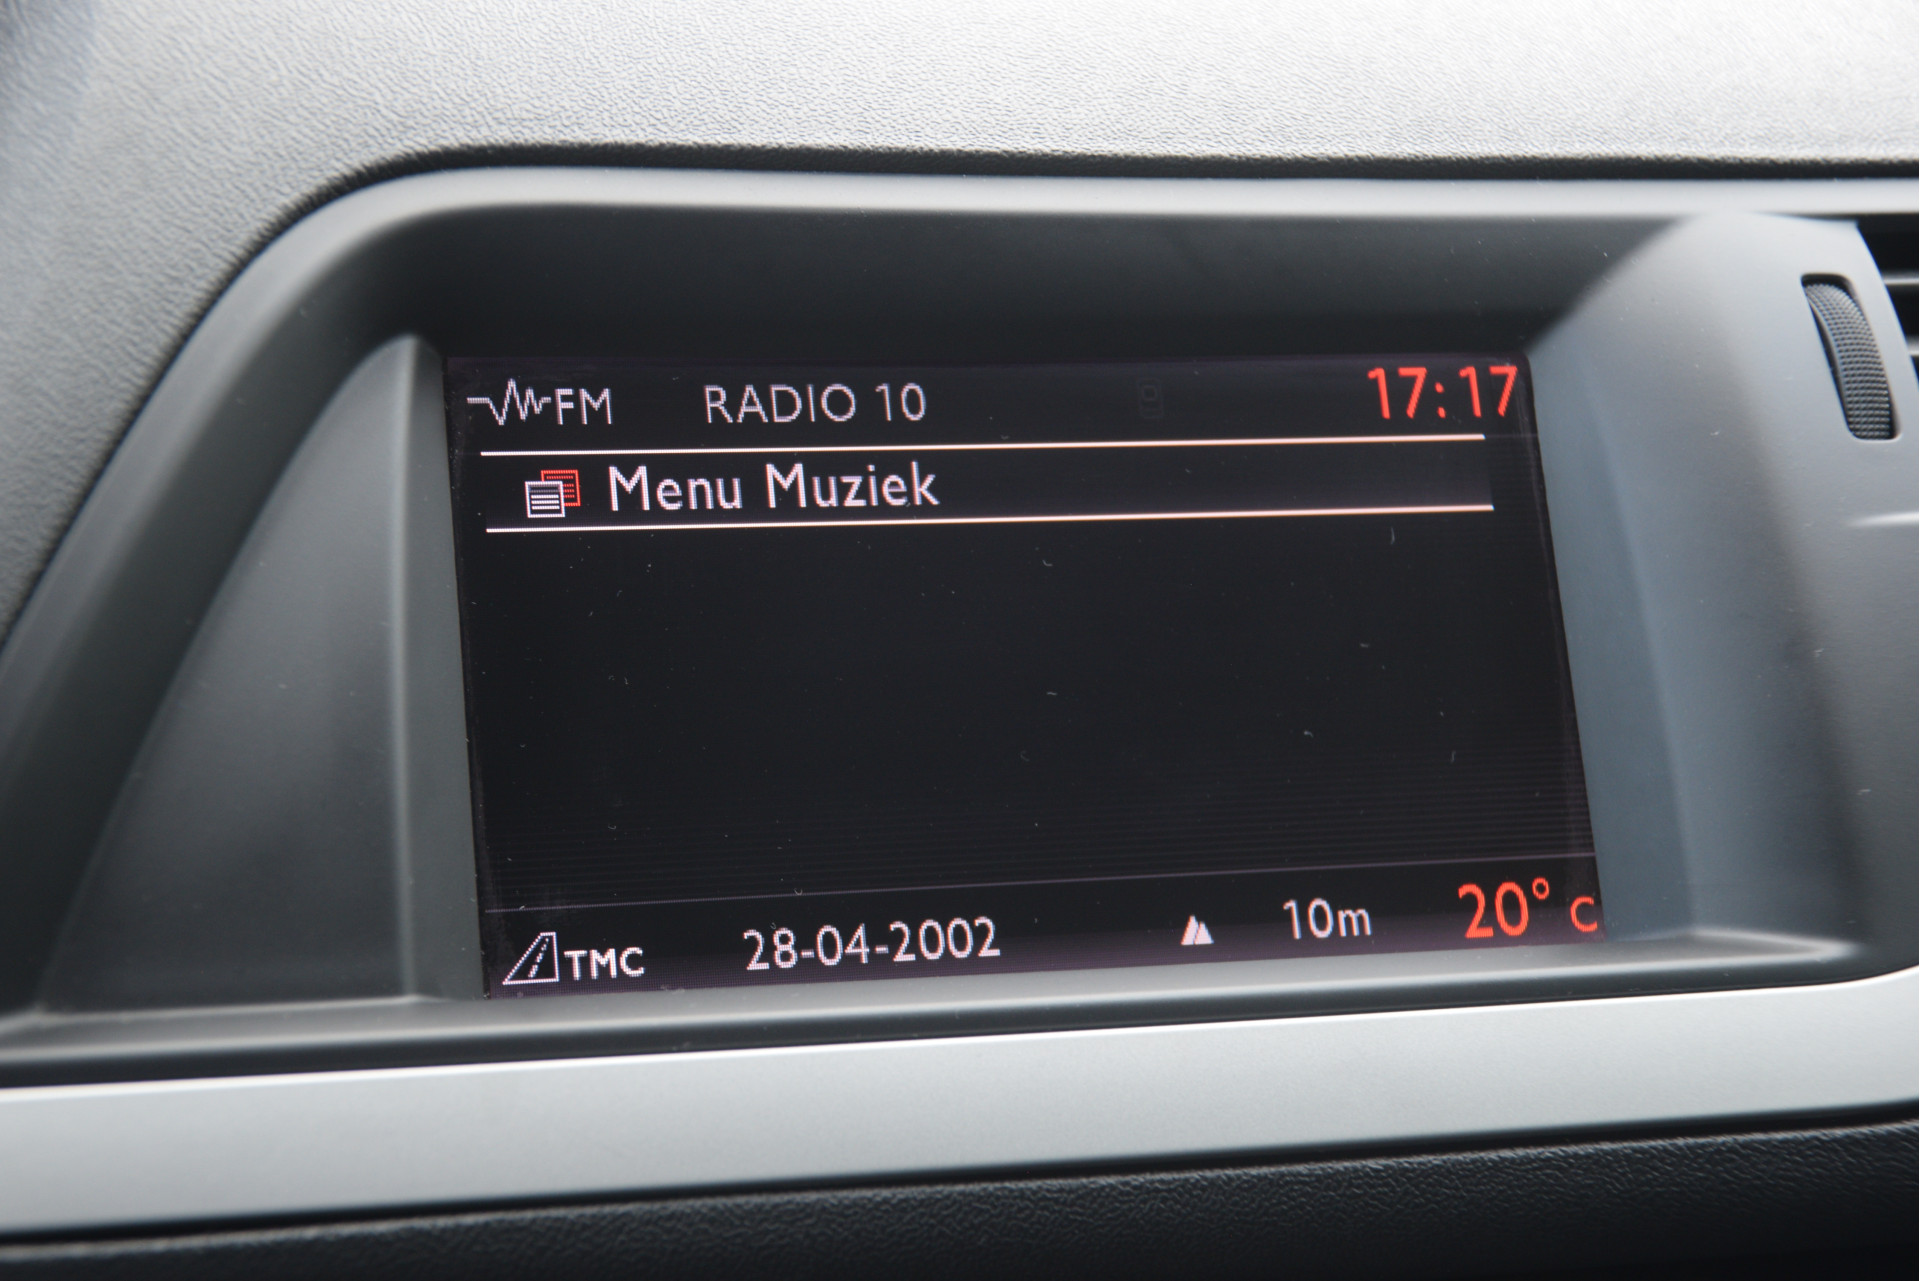 FM RADIO 10 17:17
Menu Muziek
TMC 28-04-2002 10m 20° C